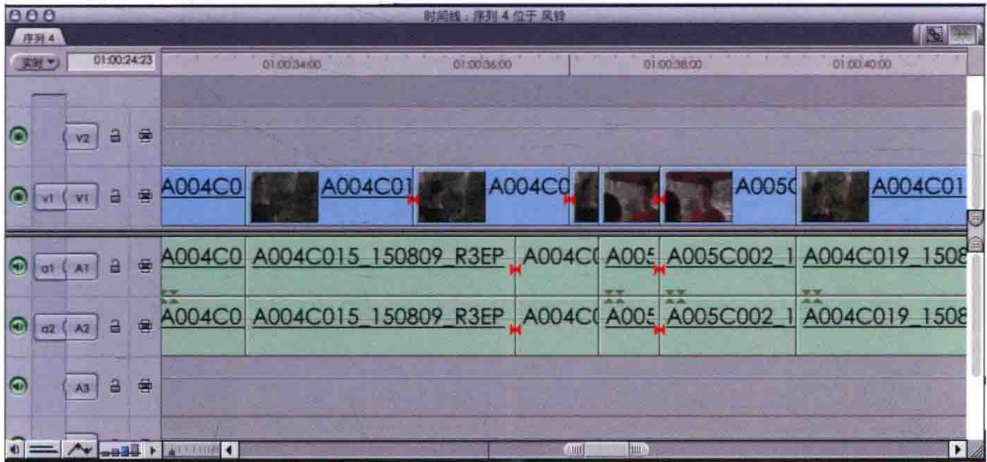 时间线：序列 4 位于 风铃
序列 4
实时 01:00:24:23 01:00:34:00 01:00:36:00 01:00:38:00 01:00:40:00
V2
v1 V1 A004C0 A004C01 A004C0 A005C A004C01
a1 A1 A004C0 A004C015_150809_R3EP A004C( A005 A005C002_1 A004C019_1508
a2 A2 A004C0 A004C015_150809_R3EP A004C( A005 A005C002_1 A004C019_1508
A3